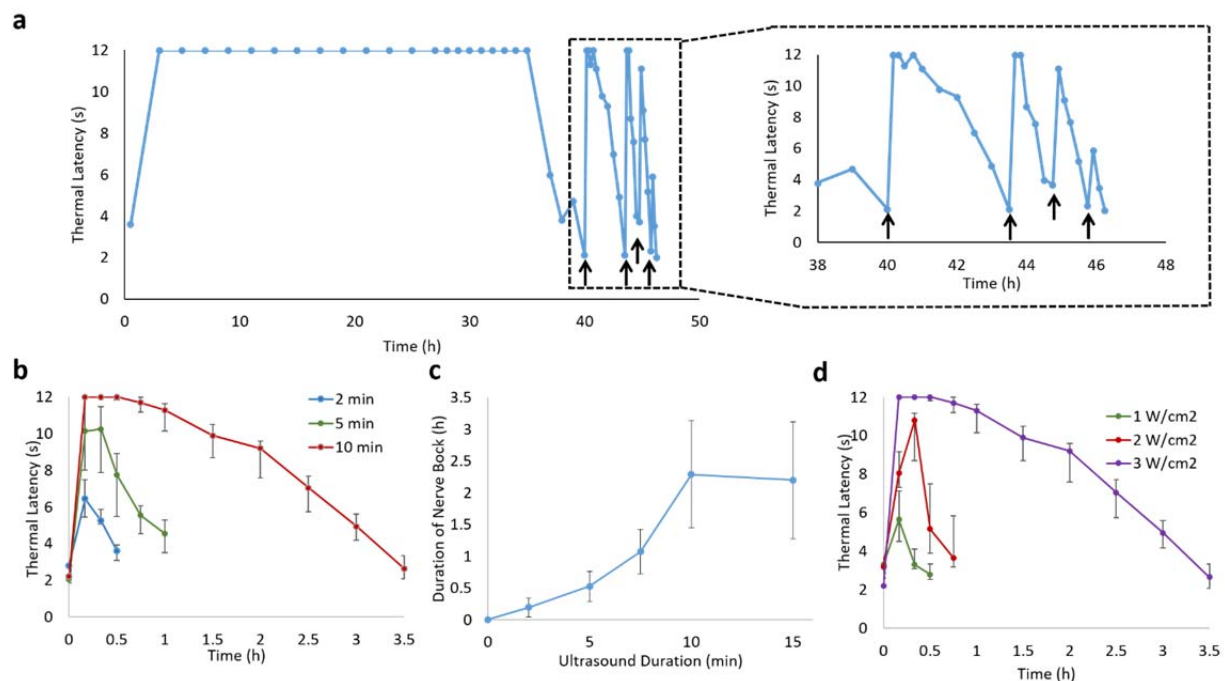 a
Thermal Latency (s)
12
10
8
6
4
2
0
0 10 20 30 40 50
Time (h)
Thermal Latency (s)
12
10
8
6
4
2
0
38 40 42 44 46 48
Time (h)
b
Thermal Latency (s)
12
10
8
6
4
2
0
0 0.5 1 1.5 2 2.5 3 3.5
Time (h)
2 min
5 min
10 min
c
Duration of Nerve Bock (h)
3.5
3
2.5
2
1.5
1
0.5
0
0 5 10 15
Ultrasound Duration (min)
d
Thermal Latency (s)
12
10
8
6
4
2
0
0 0.5 1 1.5 2 2.5 3 3.5
Time (h)
1 W/cm2
2 W/cm2
3 W/cm2